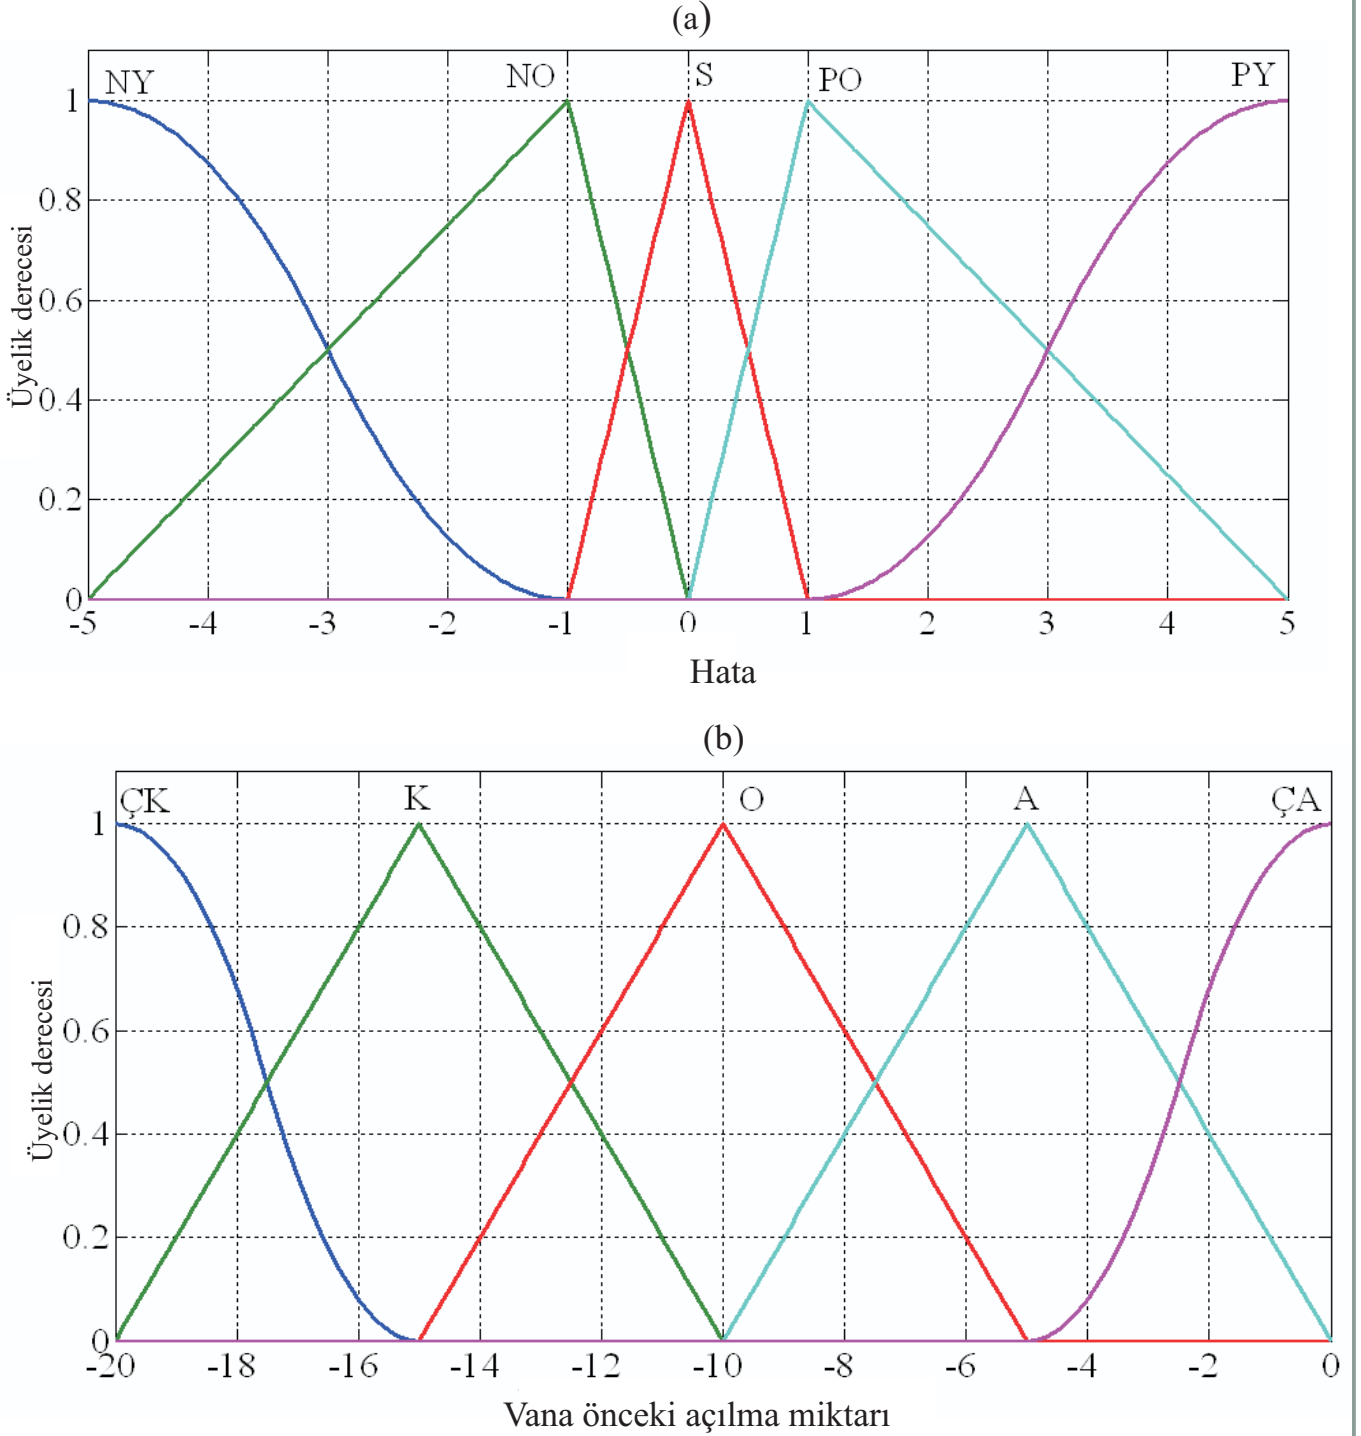 (a)
NY NO S PO PY
1
0.8
0.6
0.4
0.2
0
Üyelik derecesi
-5 -4 -3 -2 -1 0 1 2 3 4 5
Hata
(b)
ÇK K O A ÇA
1
0.8
0.6
0.4
0.2
0
Üyelik derecesi
-20 -18 -16 -14 -12 -10 -8 -6 -4 -2 0
Vana önceki açılma miktarı